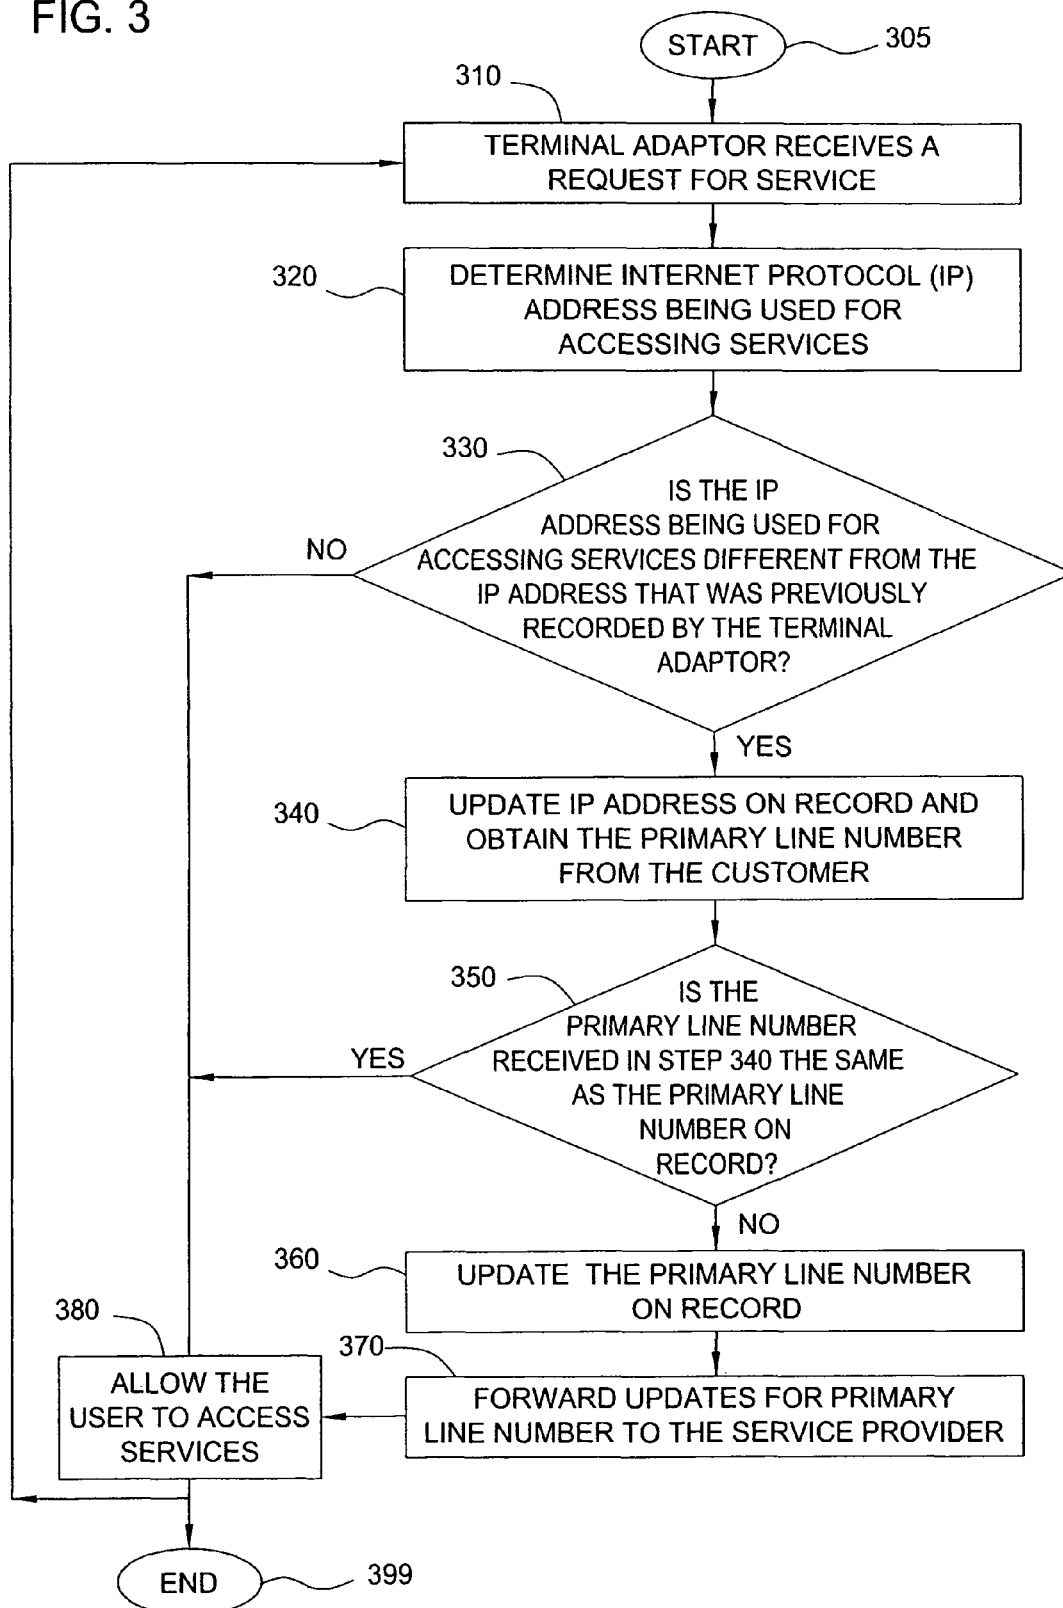 FIG. 3
START
305
310
TERMINAL ADAPTOR RECEIVES A
REQUEST FOR SERVICE
320
DETERMINE INTERNET PROTOCOL (IP)
ADDRESS BEING USED FOR
ACCESSING SERVICES
330
IS THE IP
ADDRESS BEING USED FOR
ACCESSING SERVICES DIFFERENT FROM THE
IP ADDRESS THAT WAS PREVIOUSLY
RECORDED BY THE TERMINAL
ADAPTOR?
NO
YES
340
UPDATE IP ADDRESS ON RECORD AND
OBTAIN THE PRIMARY LINE NUMBER
FROM THE CUSTOMER
350
IS THE
PRIMARY LINE NUMBER
RECEIVED IN STEP 340 THE SAME
AS THE PRIMARY LINE
NUMBER ON
RECORD?
YES
NO
360
UPDATE THE PRIMARY LINE NUMBER
ON RECORD
370
FORWARD UPDATES FOR PRIMARY
LINE NUMBER TO THE SERVICE PROVIDER
380
ALLOW THE
USER TO ACCESS
SERVICES
END
399